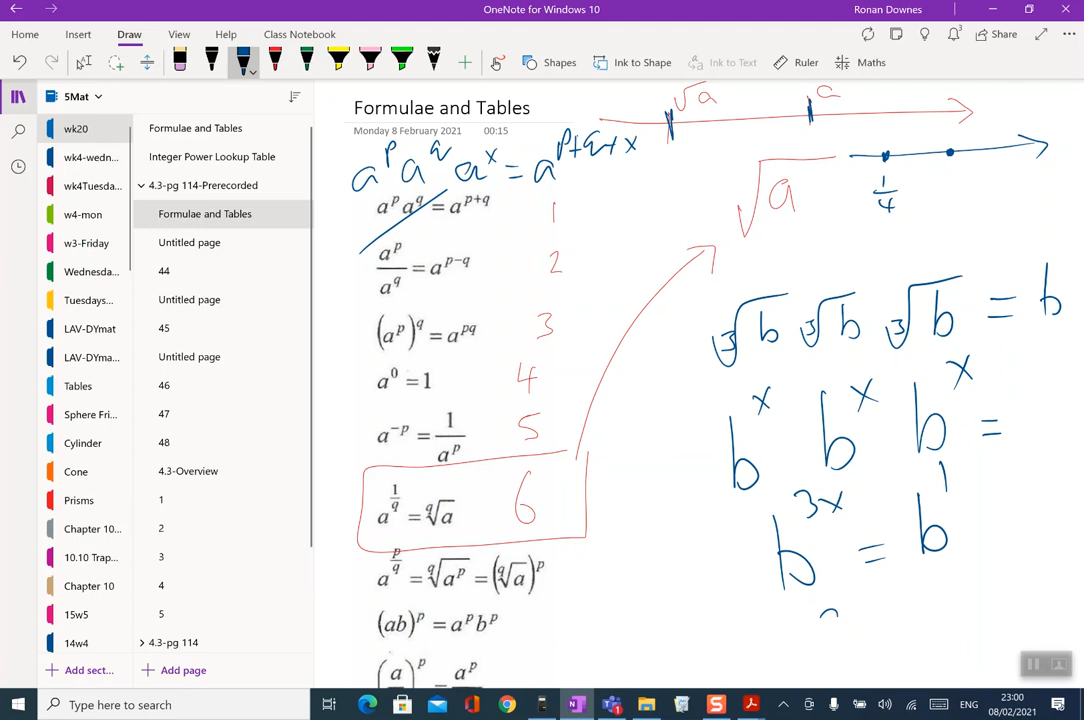 OneNote for Windows 10
Ronan Downes
Home Insert Draw View Help Class Notebook
Share
Shapes Ink to Shape Ink to Text Ruler Maths
5Mat
wk20
wk4-wedn...
wk4Tuesda...
w4-mon
w3-Friday
Wednesda...
Tuesdays...
LAV-DYmat
LAV-DYma...
Tables
Sphere Fri...
Cylinder
Cone
Prisms
Chapter 10...
10.10 Trap...
Chapter 10
15w5
14w4
Add sect...
Formulae and Tables
Integer Power Lookup Table
4.3-pg 114-Prerecorded
Formulae and Tables
Untitled page
44
Untitled page
45
Untitled page
46
47
48
4.3-Overview
1
2
3
4
5
4.3-pg 114
Add page
Formulae and Tables
Monday 8 February 2021 00:15
a^p a^q a^x = a^{p+q+x}
a^p a^q = a^{p+q} 1
a^p / a^q = a^{p-q} 2
(a^p)^q = a^{pq} 3
a^0 = 1 4
a^{-p} = 1 / a^p 5
a^{1/q} = ^q√a 6
a^{p/q} = ^q√a^p = (^q√a)^p
(ab)^p = a^p b^p
(a)^p = a^p
√a a
√a
1/4
³√b ³√b ³√b = b
b^x b^x b^x =
b^{3x} = b^1
Type here to search
ENG
23:00
08/02/2021